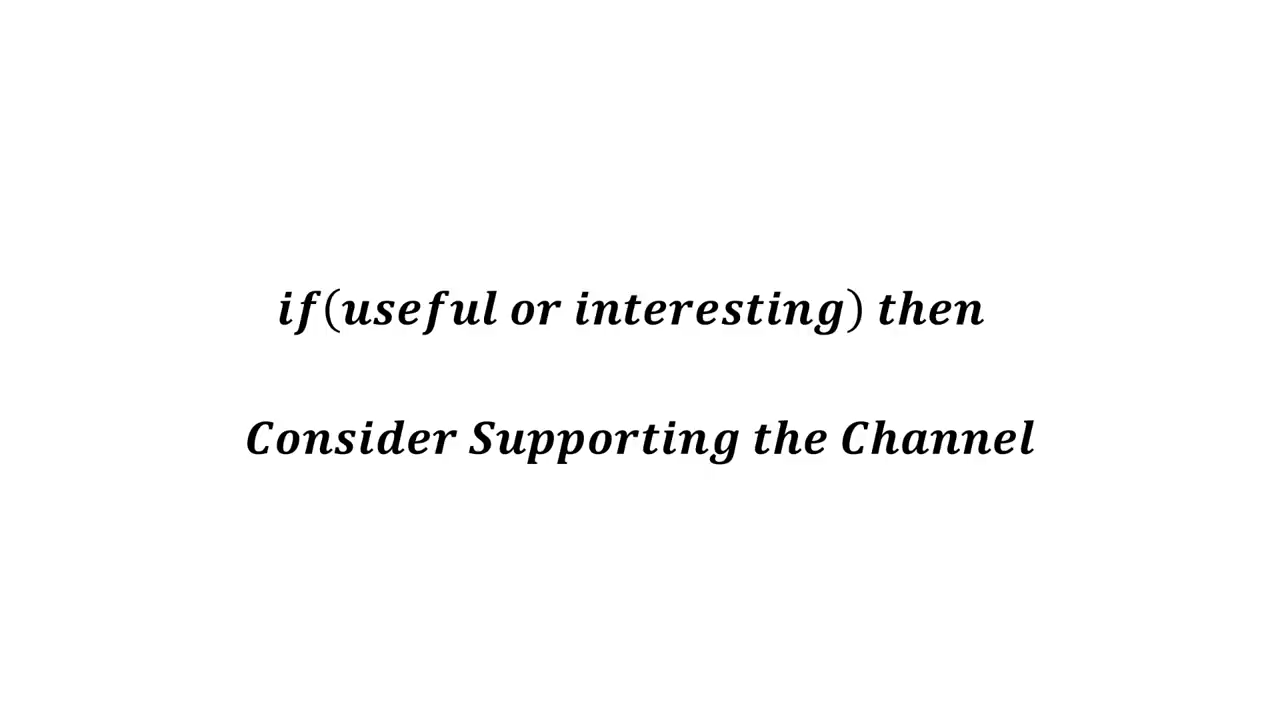 if(useful or interesting) then
Consider Supporting the Channel